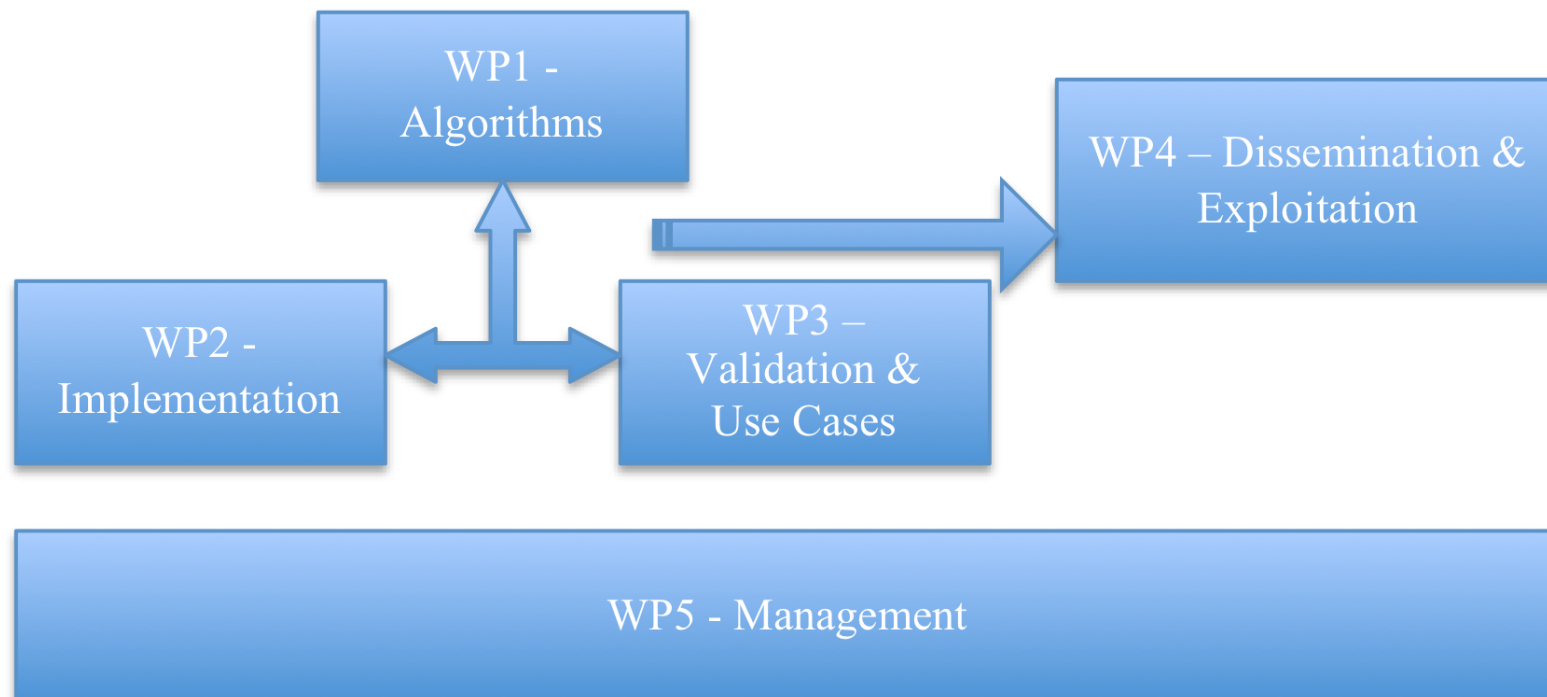 WP1 -
Algorithms
WP4 – Dissemination &
Exploitation
WP2 -
Implementation
WP3 –
Validation &
Use Cases
WP5 - Management